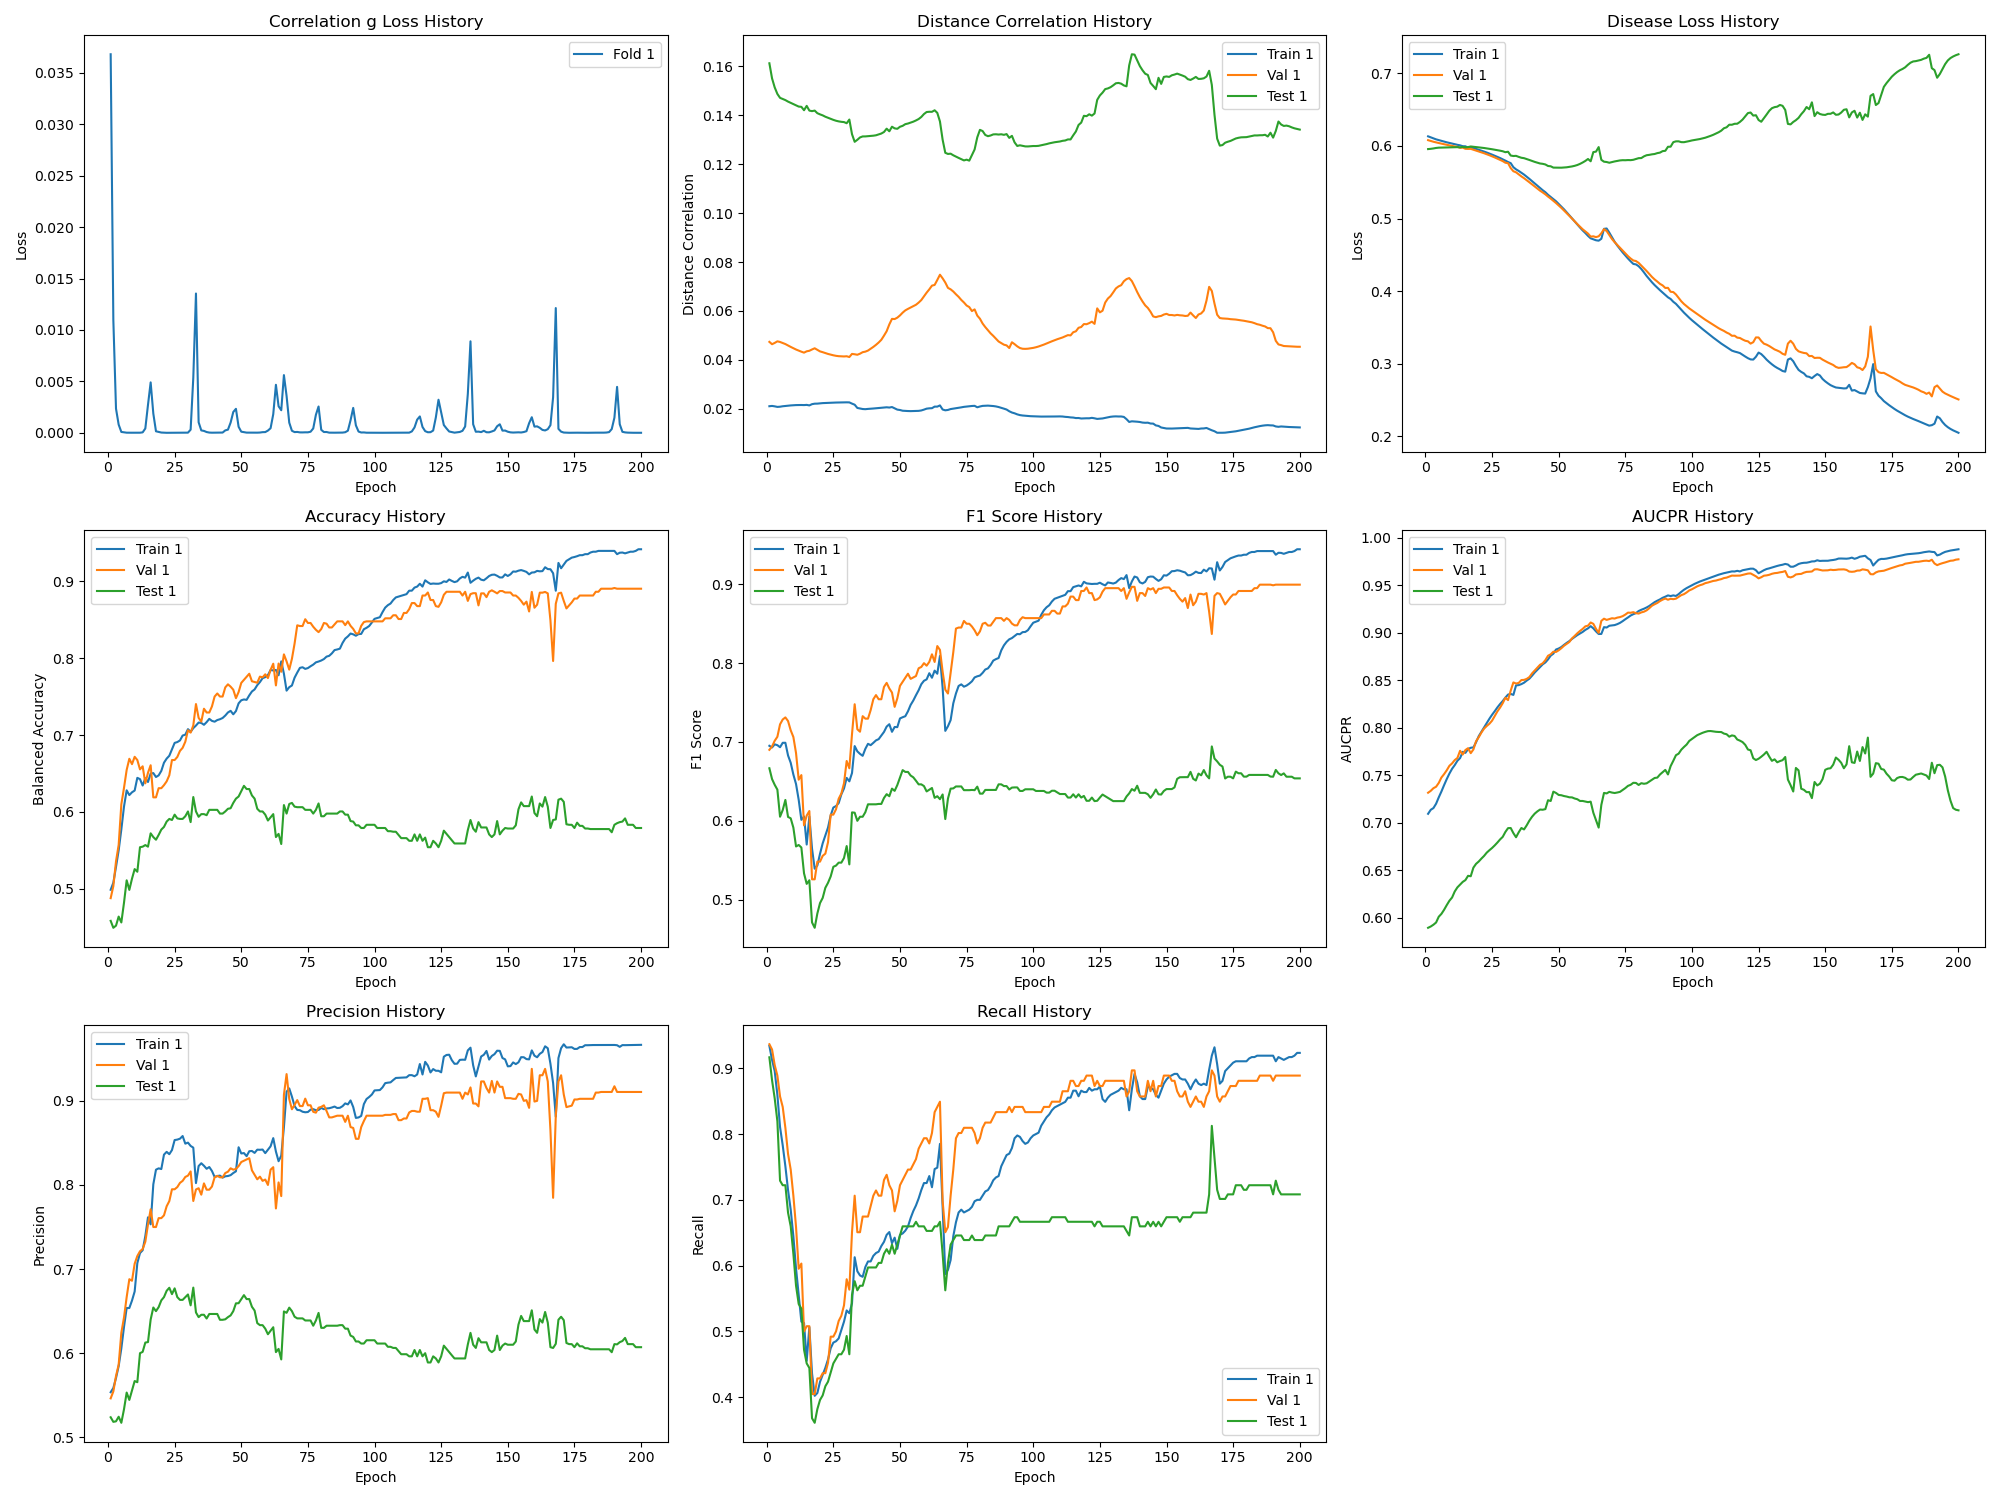 Correlation g Loss History
Loss
0.035
0.030
0.025
0.020
0.015
0.010
0.005
0.000
Fold 1
0 25 50 75 100 125 150 175 200
Epoch
Distance Correlation History
Distance Correlation
0.16
0.14
0.12
0.10
0.08
0.06
0.04
0.02
Train 1
Val 1
Test 1
0 25 50 75 100 125 150 175 200
Epoch
Disease Loss History
Loss
0.7
0.6
0.5
0.4
0.3
0.2
Train 1
Val 1
Test 1
0 25 50 75 100 125 150 175 200
Epoch
Accuracy History
Balanced Accuracy
0.9
0.8
0.7
0.6
0.5
Train 1
Val 1
Test 1
0 25 50 75 100 125 150 175 200
Epoch
F1 Score History
F1 Score
0.9
0.8
0.7
0.6
0.5
Train 1
Val 1
Test 1
0 25 50 75 100 125 150 175 200
Epoch
AUCPR History
AUCPR
1.00
0.95
0.90
0.85
0.80
0.75
0.70
0.65
0.60
Train 1
Val 1
Test 1
0 25 50 75 100 125 150 175 200
Epoch
Precision History
Precision
0.9
0.8
0.7
0.6
0.5
Train 1
Val 1
Test 1
0 25 50 75 100 125 150 175 200
Epoch
Recall History
Recall
0.9
0.8
0.7
0.6
0.5
0.4
Train 1
Val 1
Test 1
0 25 50 75 100 125 150 175 200
Epoch